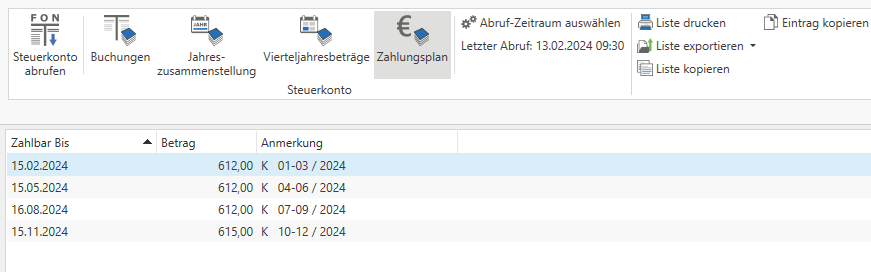 FON
Steuerkonto abrufen
Buchungen
JAHR
Jahres-zusammenstellung
Vierteljahresbeträge
Zahlungsplan
Steuerkonto
Abruf-Zeitraum auswählen
Letzter Abruf: 13.02.2024 09:30
Liste drucken
Liste exportieren
Liste kopieren
Eintrag kopieren
Zahlbar Bis Betrag Anmerkung
15.02.2024 612,00 K 01-03 / 2024
15.05.2024 612,00 K 04-06 / 2024
16.08.2024 612,00 K 07-09 / 2024
15.11.2024 615,00 K 10-12 / 2024